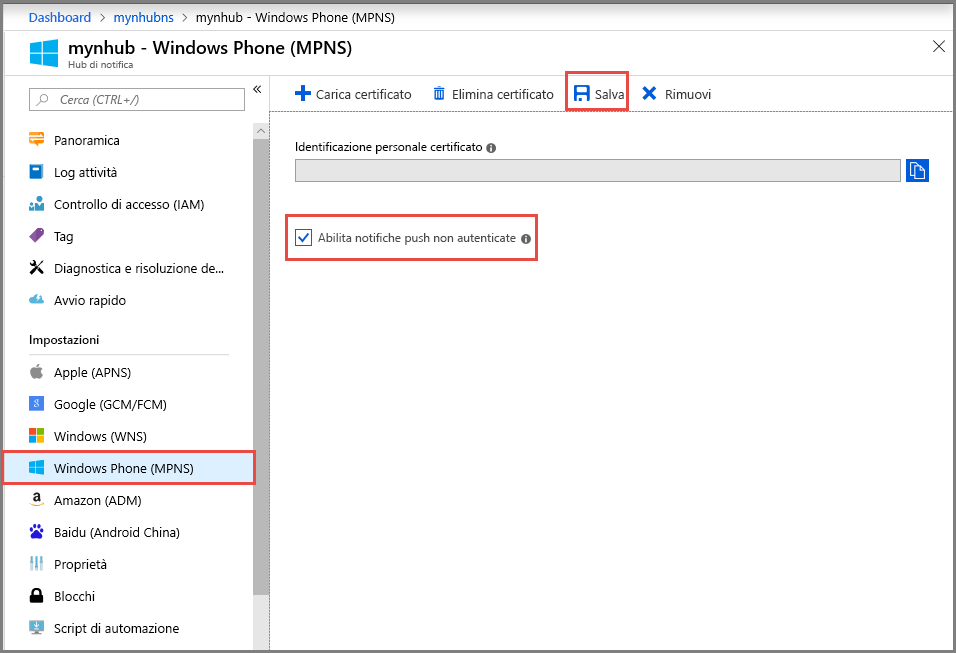 Dashboard > mynhubns > mynhub - Windows Phone (MPNS)
mynhub - Windows Phone (MPNS)
Hub di notifica
Cerca (CTRL+/)
«
Panoramica
Log attività
Controllo di accesso (IAM)
Tag
Diagnostica e risoluzione de...
Avvio rapido
Impostazioni
Apple (APNS)
Google (GCM/FCM)
Windows (WNS)
Windows Phone (MPNS)
Amazon (ADM)
Baidu (Android China)
Proprietà
Blocchi
Script di automazione
Carica certificato Elimina certificato Salva Rimuovi
Identificazione personale certificato
Abilita notifiche push non autenticate